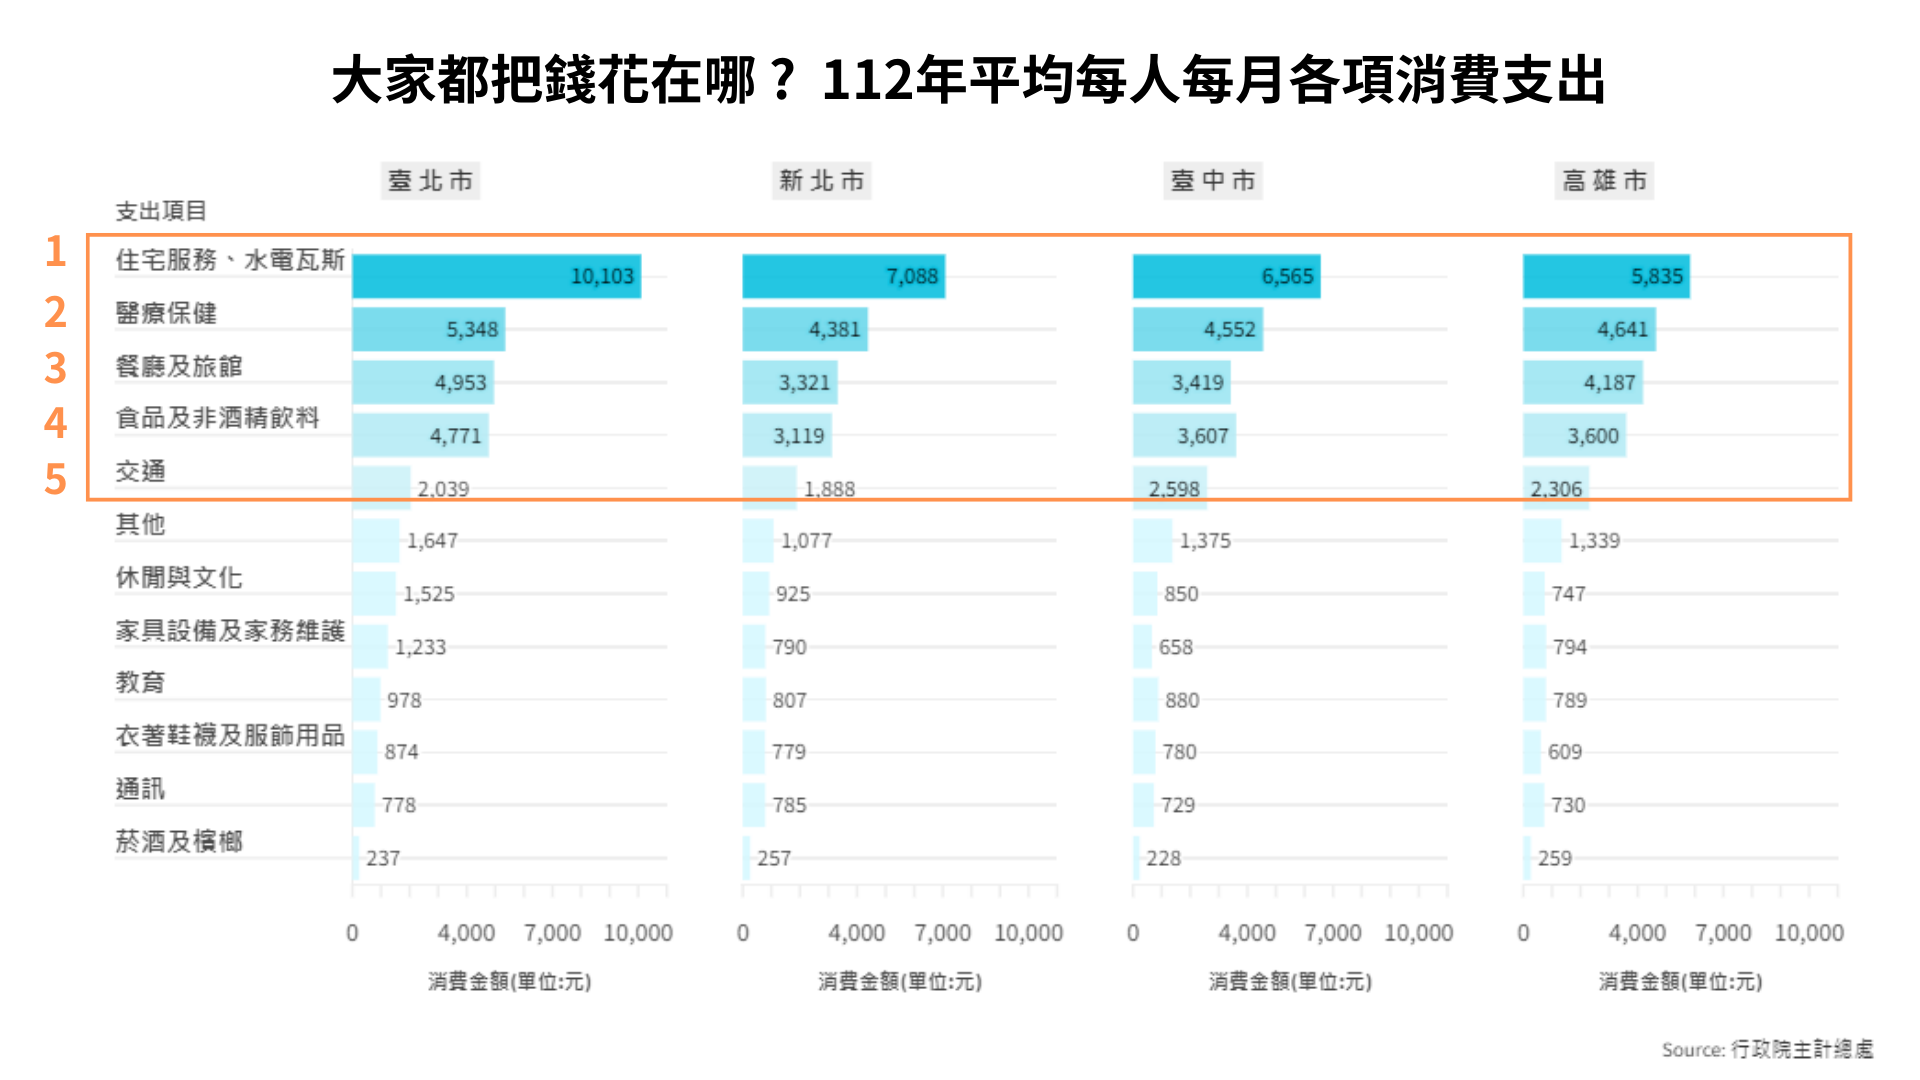 大家都把錢花在哪？ 112年平均每人每月各項消費支出
臺北市 新北市 臺中市 高雄市
支出項目
1 住宅服務、水電瓦斯 10,103 7,088 6,565 5,835
2 醫療保健 5,348 4,381 4,552 4,641
3 餐廳及旅館 4,953 3,321 3,419 4,187
4 食品及非酒精飲料 4,771 3,119 3,607 3,600
5 交通 2,039 1,888 2,598 2,306
其他 1,647 1,077 1,375 1,339
休閒與文化 1,525 925 850 747
家具設備及家務維護 1,233 790 658 794
教育 978 807 880 789
衣著鞋襪及服飾用品 874 779 780 609
通訊 778 785 729 730
菸酒及檳榔 237 257 228 259
0 4,000 7,000 10,000 0 4,000 7,000 10,000 0 4,000 7,000 10,000 0 4,000 7,000 10,000
消費金額(單位:元) 消費金額(單位:元) 消費金額(單位:元) 消費金額(單位:元)
Source: 行政院主計總處